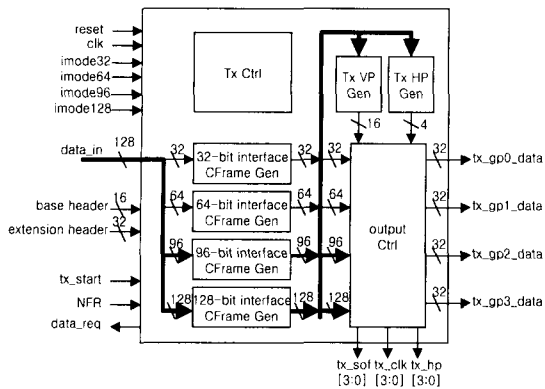 reset
clk
imode32
imode64
imode96
imode128
data_in
128
base header
16
extension header
32
tx_start
NFR
data_req
Tx Ctrl
Tx VP
Gen
Tx HP
Gen
16
4
32
32-bit interface
CFrame Gen
32
32
64
64-bit interface
CFrame Gen
64
64
96
96-bit interface
CFrame Gen
96
96
128
128-bit interface
CFrame Gen
128
128
output
Ctrl
32
tx_gp0_data
32
tx_gp1_data
32
tx_gp2_data
32
tx_gp3_data
tx_sof
[3:0]
tx_clk
[3:0]
tx_hp
[3:0]